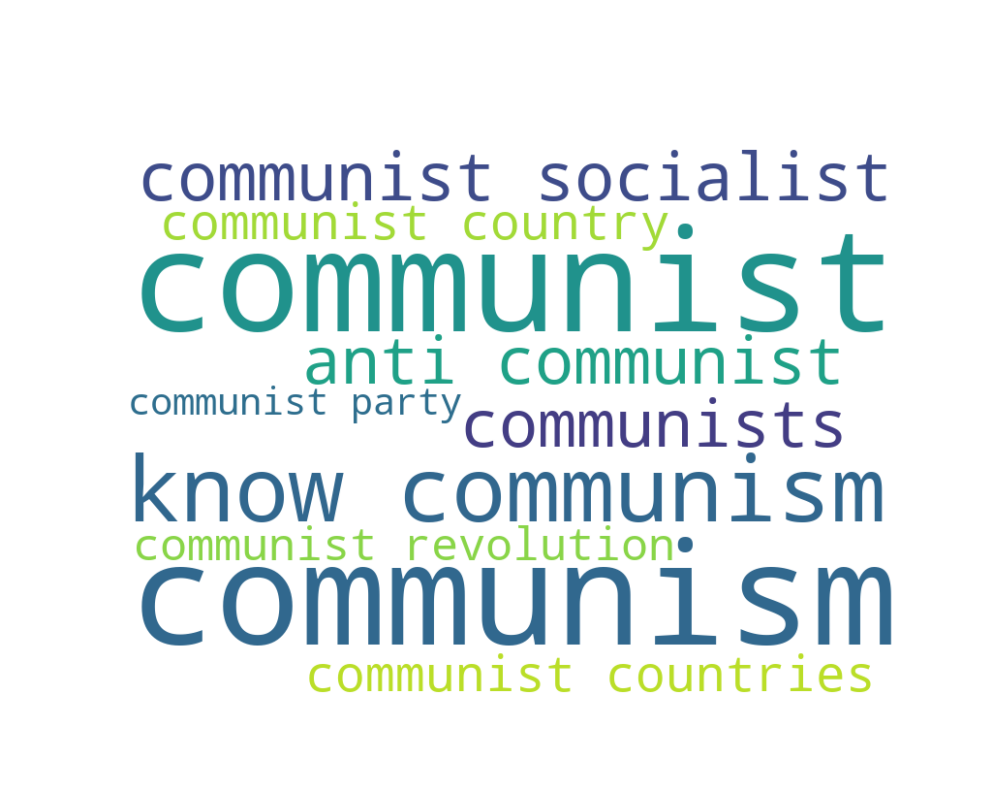 communist socialist
communist country
communist
anti communist
communist party
communists
know communism
communist revolution
communism
communist countries